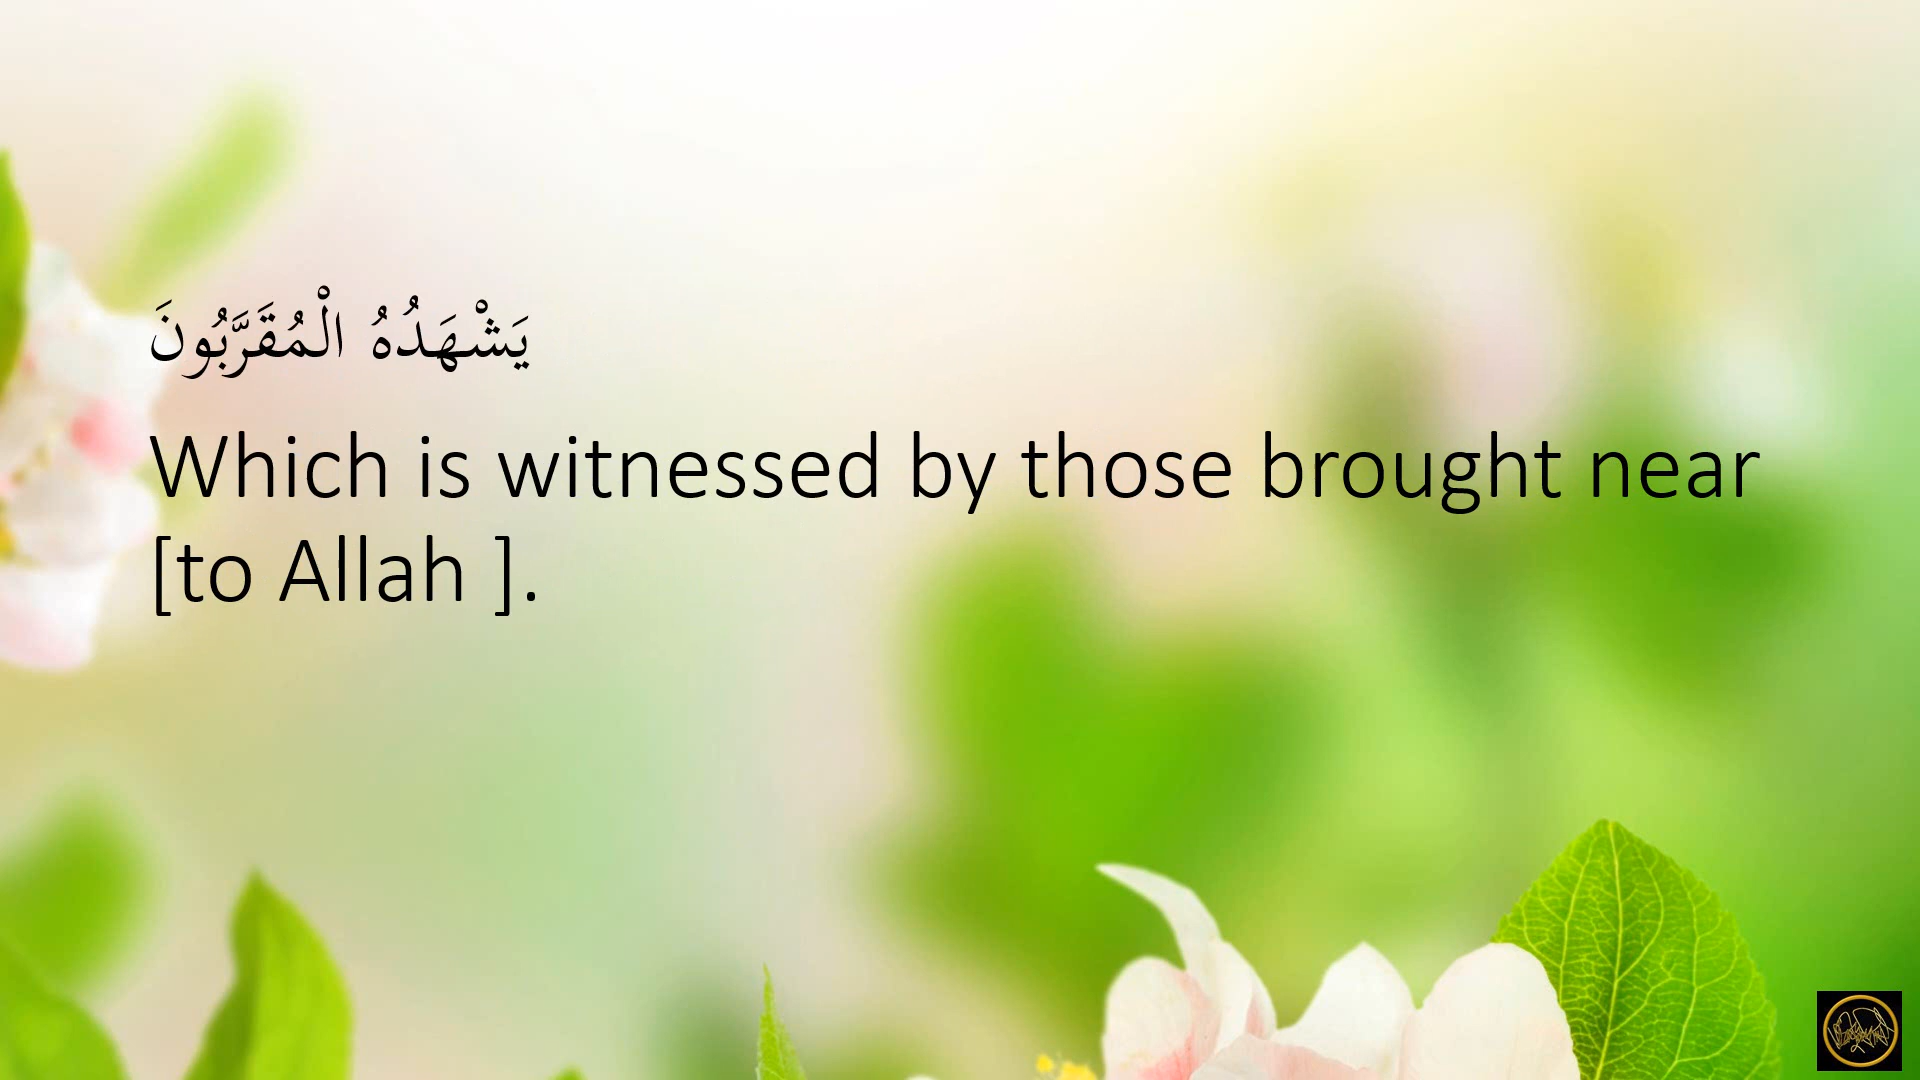 يَشْهَدُهُ الْمُقَرَّبُونَ
Which is witnessed by those brought near
[to Allah ].